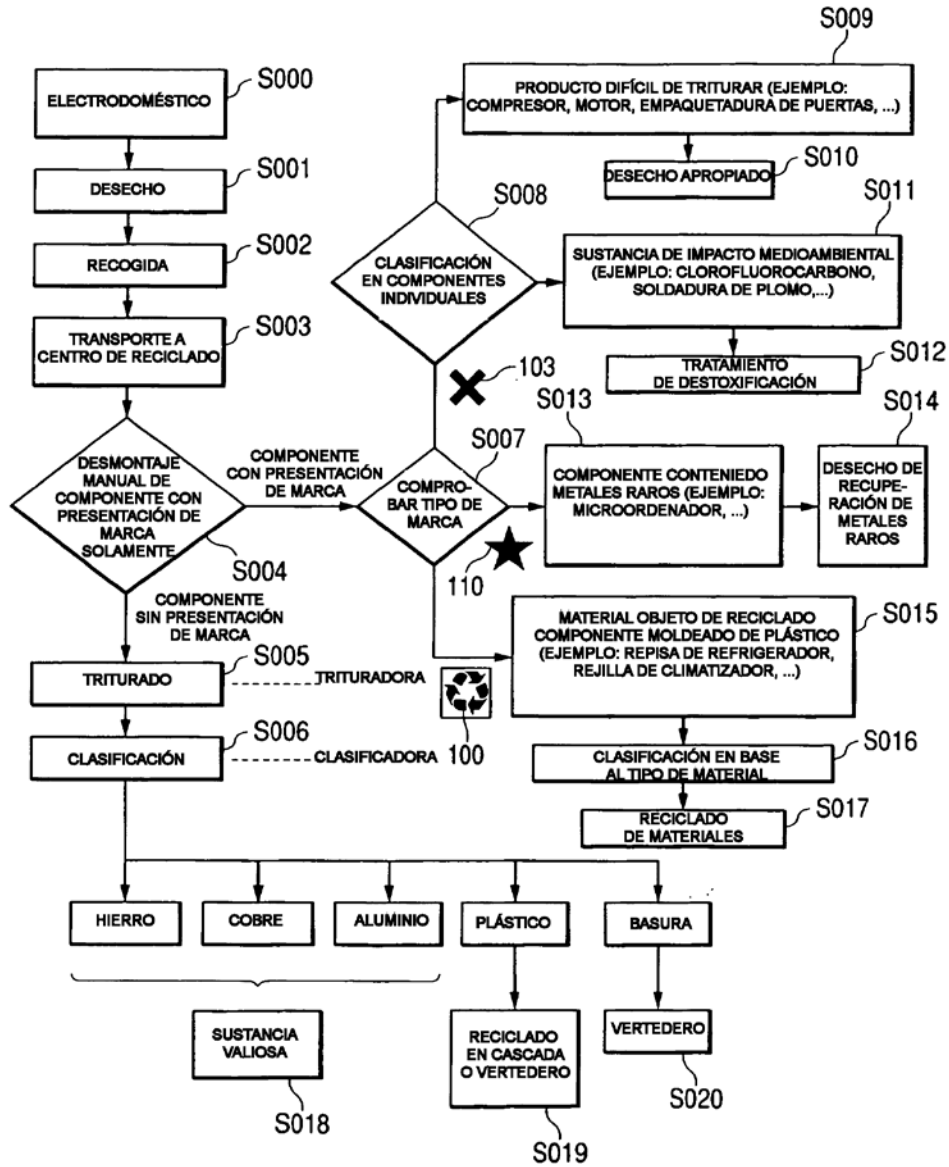 S000
ELECTRODOMÉSTICO
S001
DESECHO
S002
RECOGIDA
S003
TRANSPORTE A
CENTRO DE RECICLADO
DESMONTAJE
MANUAL DE
COMPONENTE CON
PRESENTACIÓN DE
MARCA
SOLAMENTE
S004
COMPONENTE
CON PRESENTACIÓN
DE MARCA
COMPONENTE
SIN PRESENTACIÓN
DE MARCA
S005
TRITURADO
TRITURADORA
S006
CLASIFICACIÓN
CLASIFICADORA
S007
COMPRO-
BAR TIPO DE
MARCA
103
110
100
S008
CLASIFICACIÓN
EN COMPONENTES
INDIVIDUALES
S009
PRODUCTO DIFÍCIL DE TRITURAR (EJEMPLO:
COMPRESOR, MOTOR, EMPAQUETADURA DE PUERTAS, ...)
S010
DESECHO APROPIADO
S011
SUSTANCIA DE IMPACTO MEDIOAMBIENTAL
(EJEMPLO: CLOROFLUOROCARBONO,
SOLDADURA DE PLOMO,...)
S012
TRATAMIENTO
DE DESTOXIFICACIÓN
S013
COMPONENTE CONTENIEDO
METALES RAROS (EJEMPLO:
MICROORDENADOR, ...)
S014
DESECHO DE
RECUPE-
RACIÓN DE
METALES
RAROS
S015
MATERIAL OBJETO DE RECICLADO
COMPONENTE MOLDEADO DE PLÁSTICO
(EJEMPLO: REPISA DE REFRIGERADOR,
REJILLA DE CLIMATIZADOR, ...)
S016
CLASIFICACIÓN EN BASE
AL TIPO DE MATERIAL
S017
RECICLADO
DE MATERIALES
HIERRO
COBRE
ALUMINIO
PLÁSTICO
BASURA
SUSTANCIA
VALIOSA
S018
RECICLADO
EN CASCADA
O VERTEDERO
S019
VERTEDERO
S020